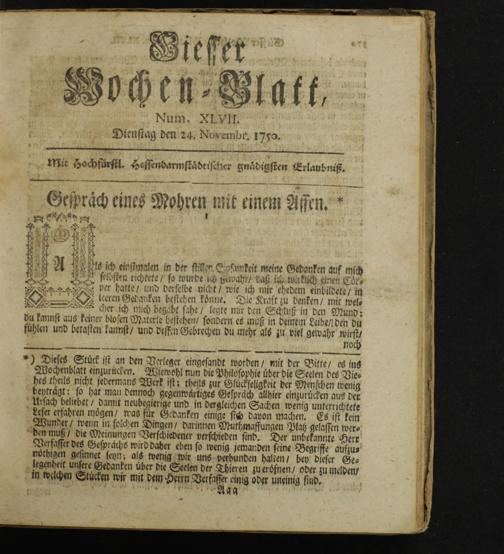 Giesser
Wochen-Blatt,
Num. XLVII.
Dienstag den 24. Novembr. 1750.
Mit Hochfürstl. Hessendarmstädtischer gnädigsten Erlaubniß.
Gespräch eines Mohren mit einem Affen. *
Als ich einstmalen in der stillen Einsamkeit meine Gedanken auf mich
selbsten richtete/ so wurde ich gewahr/ daß ich würklich einen Cör-
per hatte/ und derselbe nicht/ wie ich mir ehedem einbildete/ in
leeren Gedanken bestehen könne. Die Kraft zu denken/ mit wel-
cher ich mich begabt sahe/ legte mir den Schluß in den Mund:
du kannst aus keiner blosen Materie bestehen/ sondern es muß in deinem Leibe/ den du
fühlen und betasten kannst/ und dessen Gebrechen du mehr als zu viel gewahr wirst/
noch
*) Dieses Stück ist an den Verleger eingesandt worden/ mit der Bitte/ es ins
Wochenblatt einzurücken. Wiewohl nun die Philosophie über die Seelen des Vie-
hes theils nicht jedermans Werk ist; theils zur Glückseligkeit der Menschen wenig
beyträgt: so hat man dennoch gegenwärtiges Gespräch allhier einzurücken aus der
Ursach beliebet/ damit neubegierige und in dergleichen Sachen wenig unterrichtete
Leser erfahren mögen/ was für Gedanken einige sich davon machen. Es ist kein
Wunder/ wenn in solchen Dingen/ darinnen Muthmaffungen Platz gelassen wer-
den muß/ die Meinungen Verschiedener verschieden sind. Der unbekannte Herr
Verfasser des Gesprächs wird daher eben so wenig jemanden seine Begriffe aufzu-
nöthigen gesinnet seyn; als wenig wir uns verbunden halten/ bey dieser Ge-
legenheit unsere Gedanken über die Seelen der Thieren zu eröfnen/ oder zu melden/
in welchen Stücken wir mit dem Herrn Verfasser einig oder uneinig sind.
Aaa